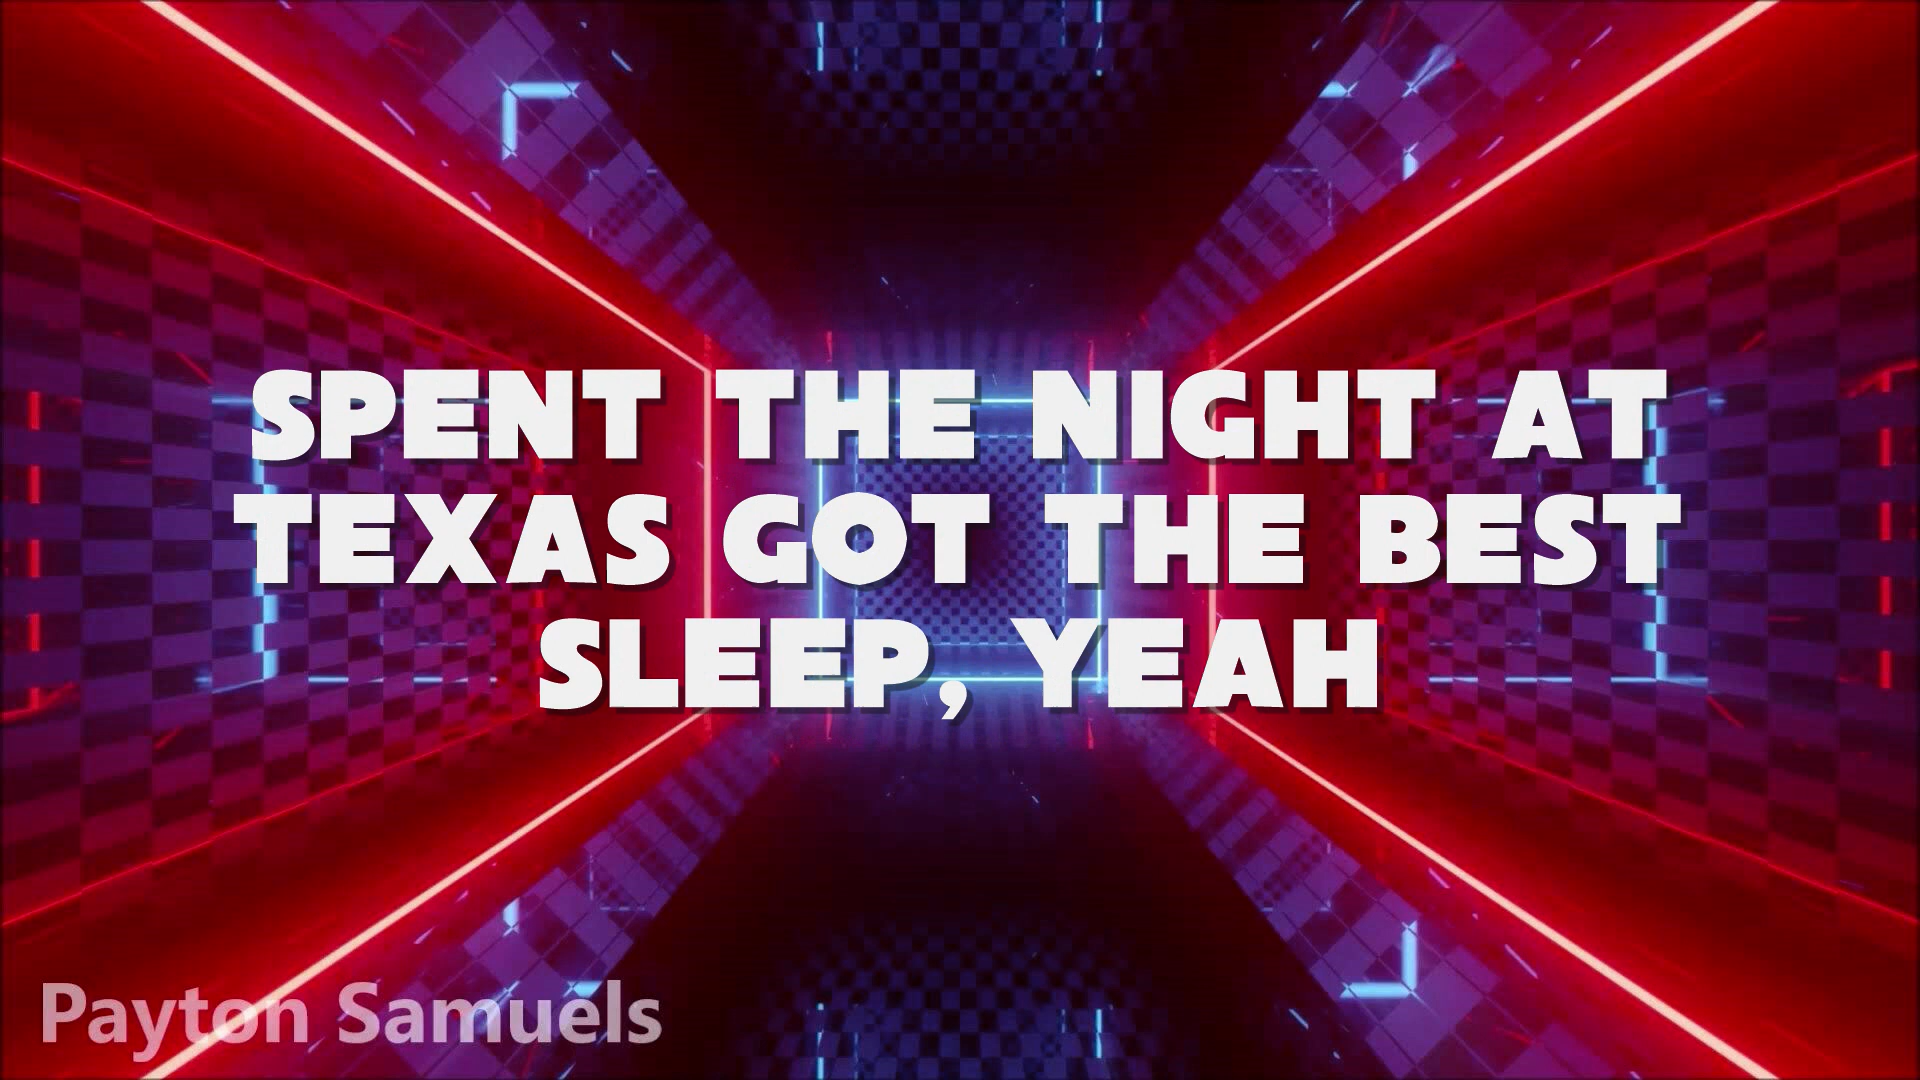 SPENT THE NIGHT AT
TEXAS GOT THE BEST
SLEEP, YEAH
Payton Samuels